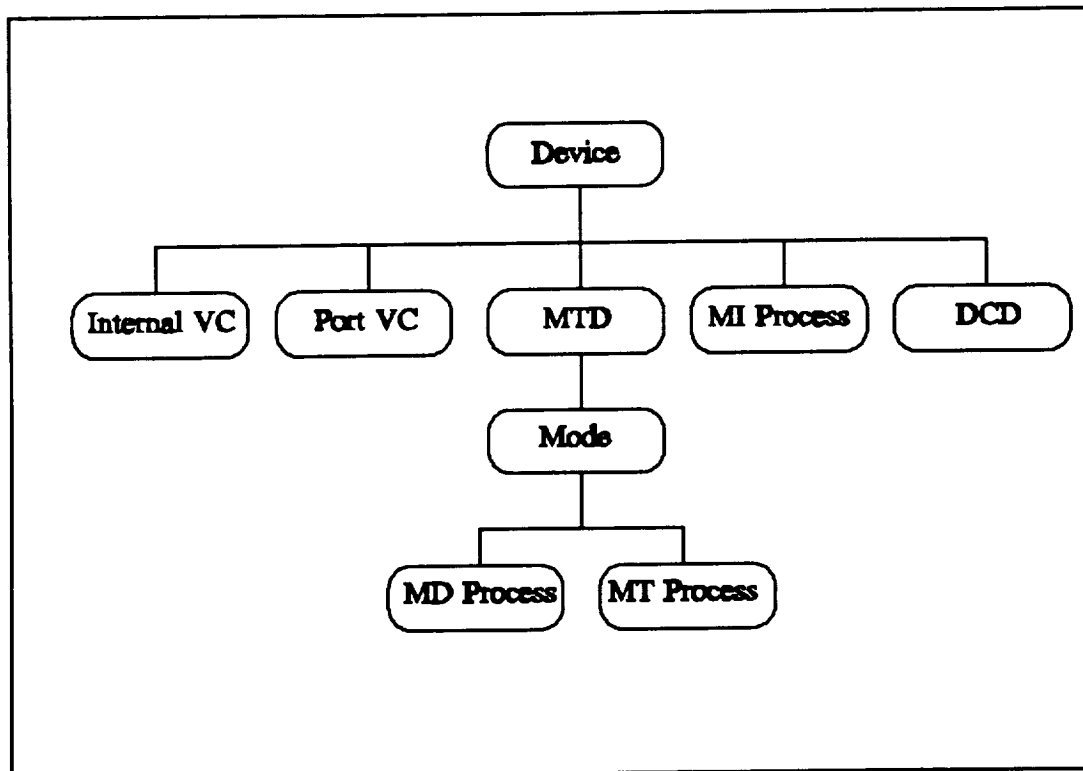 Device
Internal VC
Port VC
MTD
MI Process
DCD
Mode
MD Process
MT Process